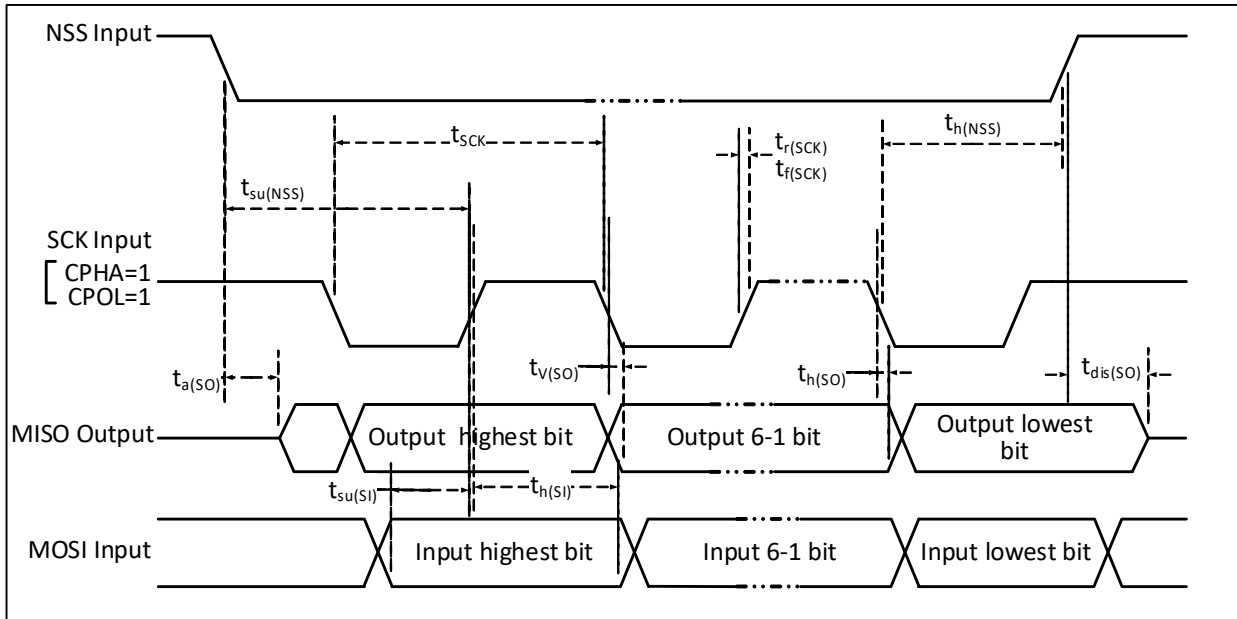 NSS Input
tSCK
th(NSS)
tr(SCK)
tf(SCK)
tsu(NSS)
SCK Input
CPHA=1
CPOL=1
ta(SO)
tV(SO)
th(SO)
tdis(SO)
MISO Output
Output highest bit
Output 6-1 bit
Output lowest
bit
tsu(SI)
th(SI)
MOSI Input
Input highest bit
Input 6-1 bit
Input lowest bit